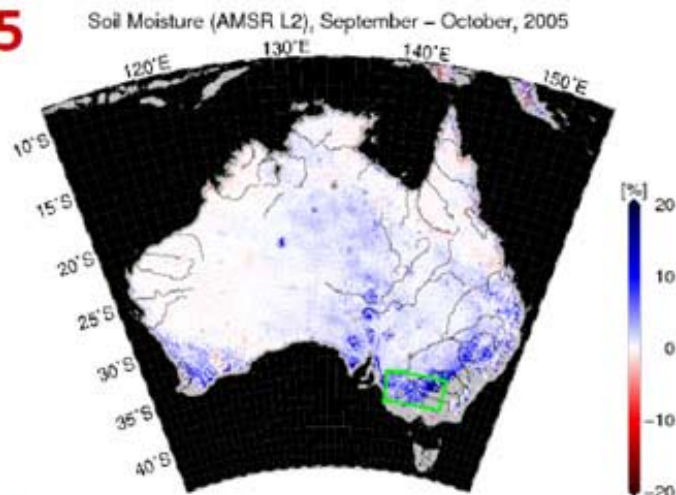 5
Soil Moisture (AMSR L2), September – October, 2005
120°E
130°E
140°E
150°E
10°S
15°S
20°S
25°S
30°S
35°S
40°S
[%]
20
10
0
−10
−20